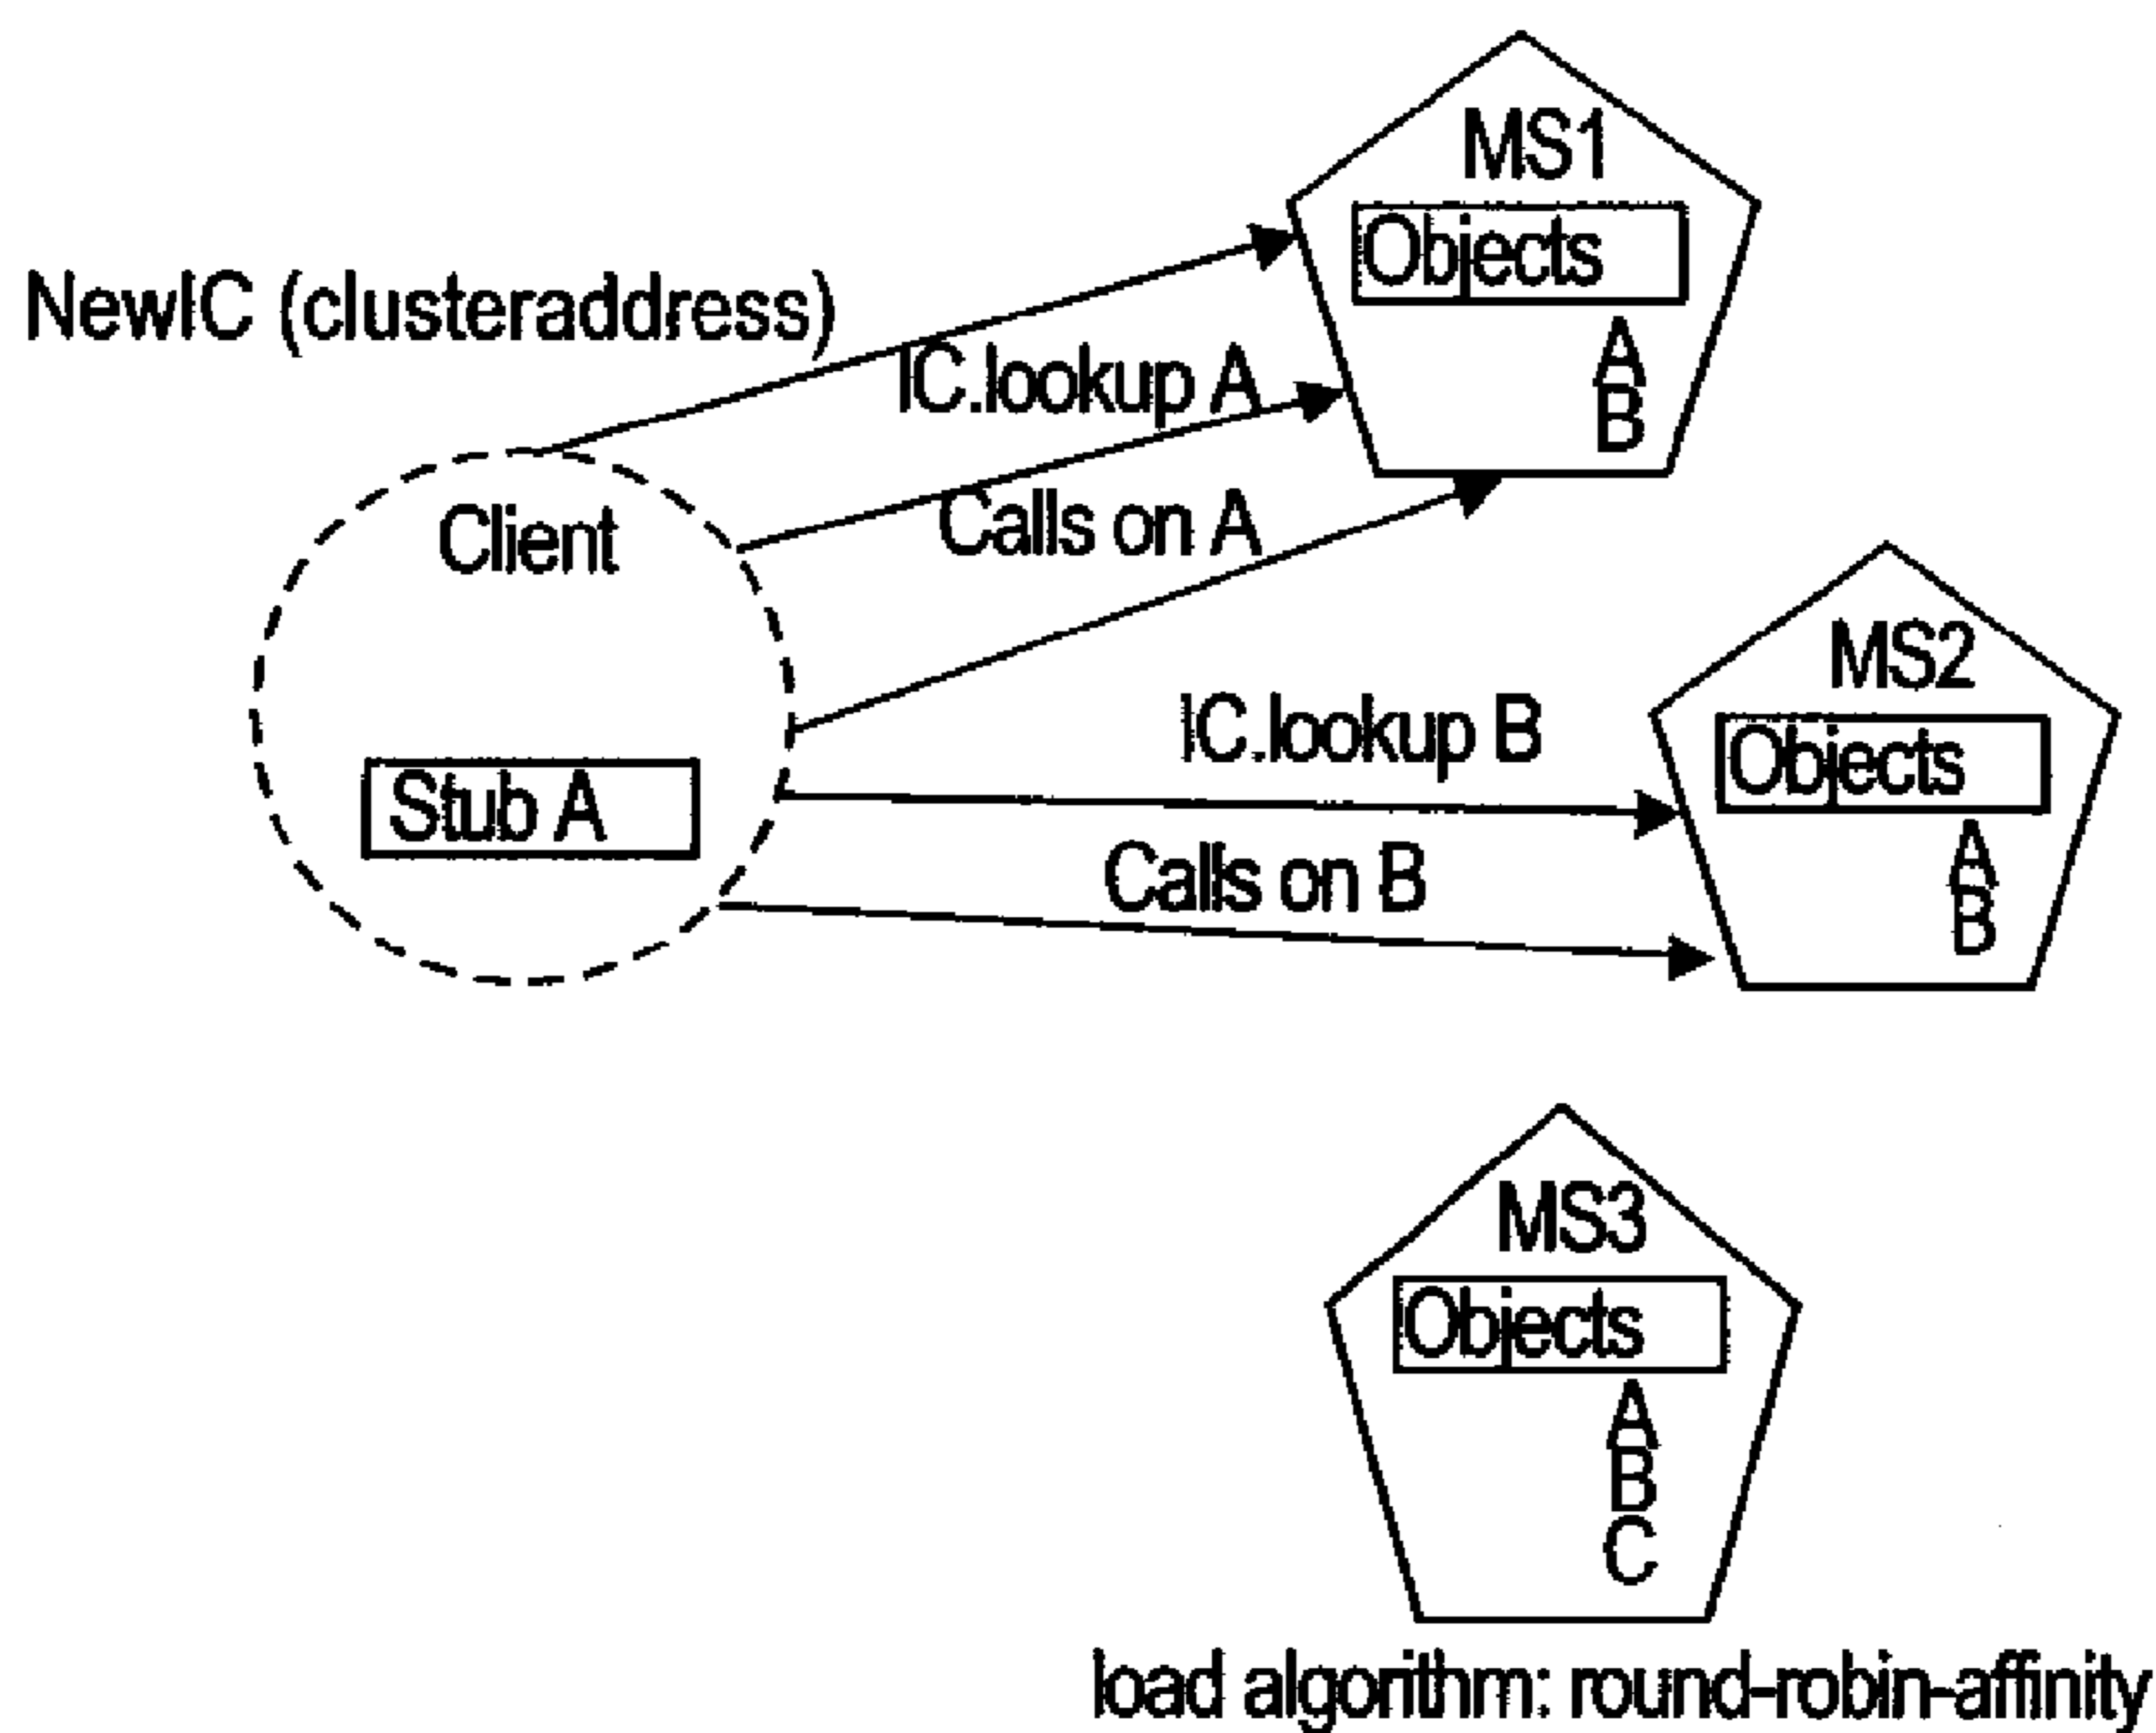 MS1
Objects
A
B
NewIC (clusteraddress)
IC.lookup A
Calls on A
Client
Stub A
MS2
Objects
A
B
IC.lookup B
Calls on B
MS3
Objects
A
B
C
load algorithm: round-robin-affinity